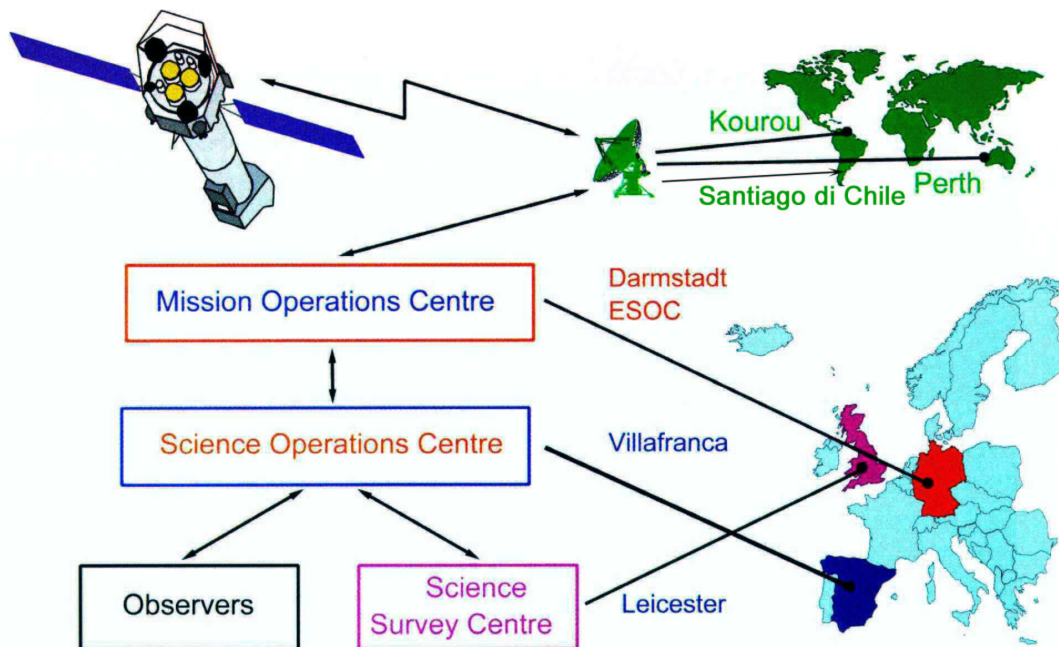 Kourou
Perth
Santiago di Chile
Mission Operations Centre
Darmstadt
ESOC
Science Operations Centre
Villafranca
Observers
Science
Survey Centre
Leicester